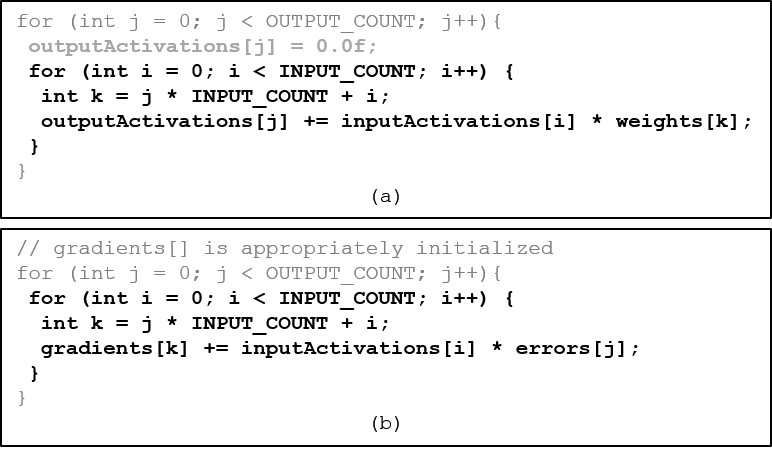 for (int j = 0; j < OUTPUT_COUNT; j++){
outputActivations[j] = 0.0f;
for (int i = 0; i < INPUT_COUNT; i++) {
int k = j * INPUT_COUNT + i;
outputActivations[j] += inputActivations[i] * weights[k];
}
}
(a)
// gradients[] is appropriately initialized
for (int j = 0; j < OUTPUT_COUNT; j++){
for (int i = 0; i < INPUT_COUNT; i++) {
int k = j * INPUT_COUNT + i;
gradients[k] += inputActivations[i] * errors[j];
}
}
(b)